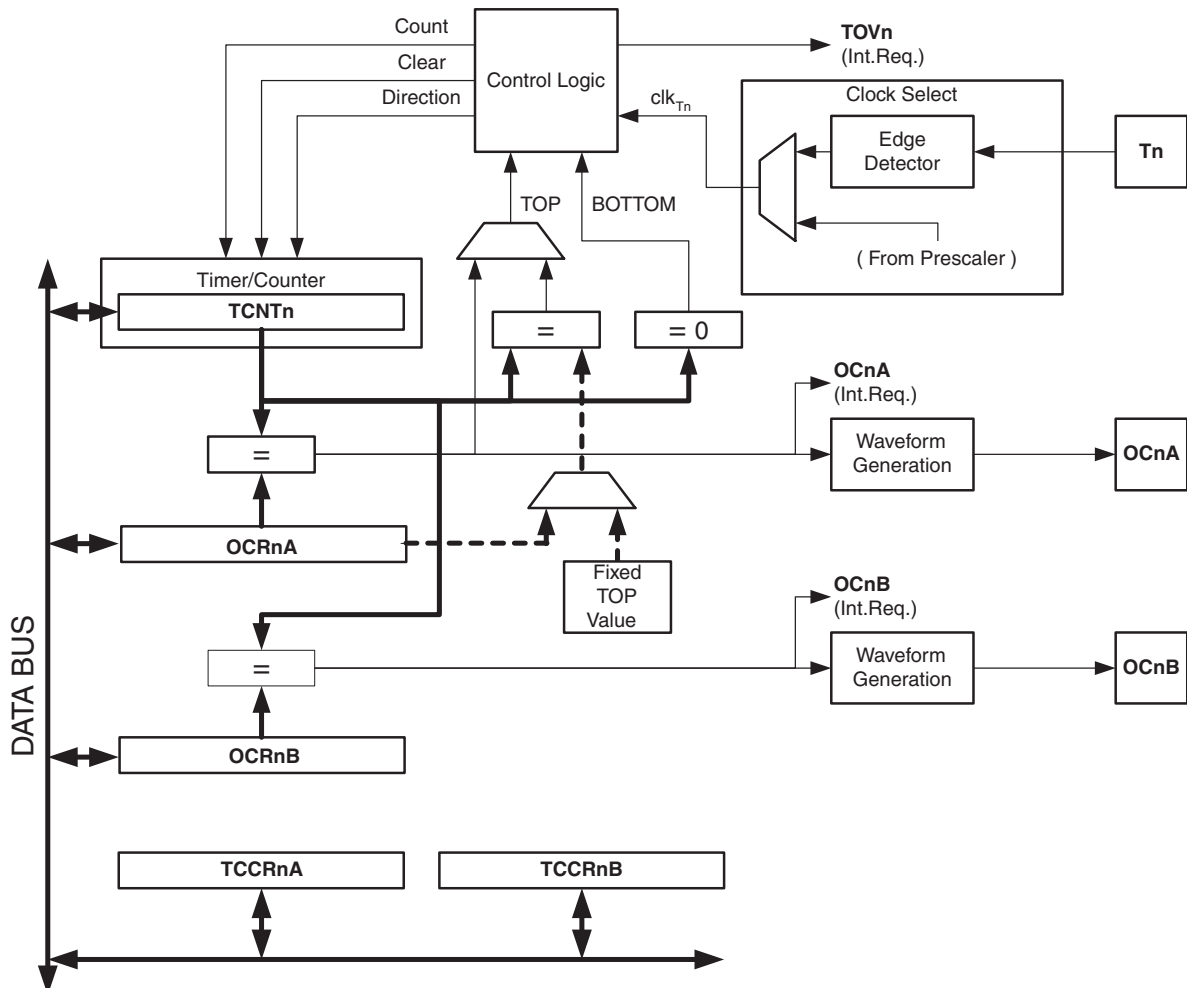 Count
Clear
Direction
Control Logic
TOVn
(Int.Req.)
Clock Select
clkTn
Edge
Detector
Tn
( From Prescaler )
TOP
BOTTOM
Timer/Counter
TCNTn
=
= 0
OCnA
(Int.Req.)
=
Waveform
Generation
OCnA
OCRnA
Fixed
TOP
Value
OCnB
(Int.Req.)
=
Waveform
Generation
OCnB
OCRnB
DATA BUS
TCCRnA
TCCRnB